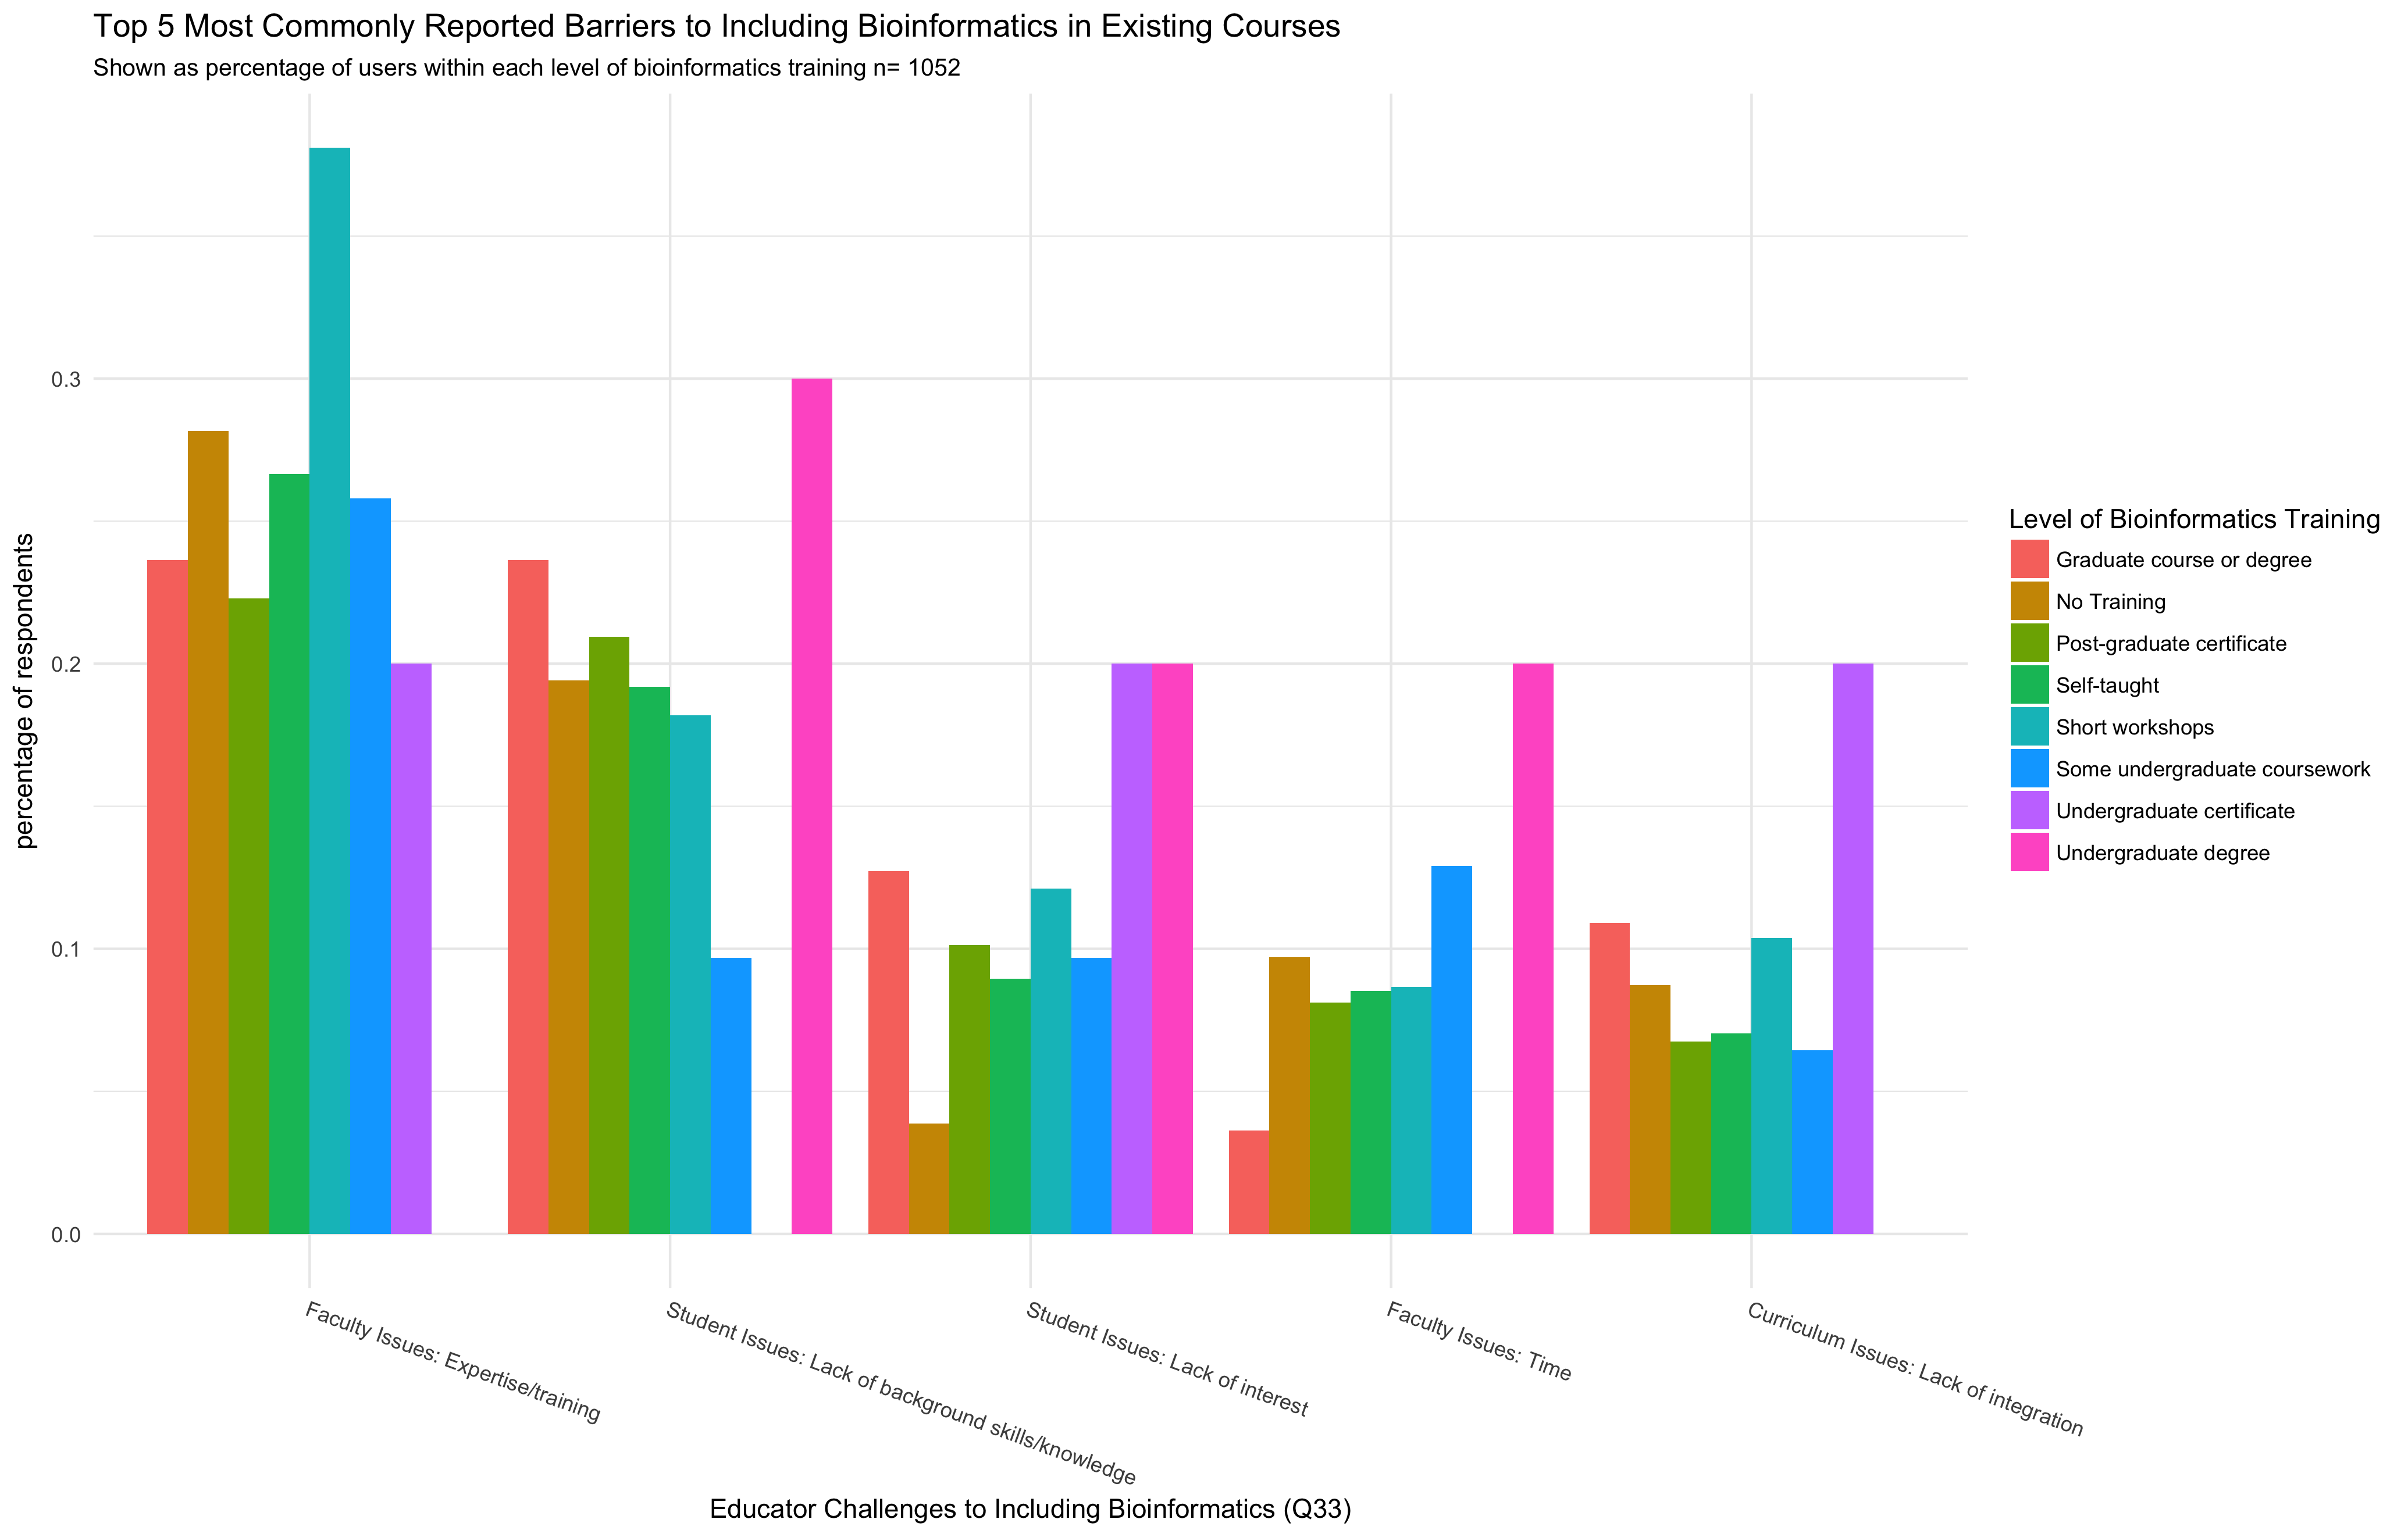 Top 5 Most Commonly Reported Barriers to Including Bioinformatics in Existing Courses
Shown as percentage of users within each level of bioinformatics training n= 1052
percentage of respondents
0.3
0.2
0.1
0.0
Faculty Issues: Expertise/training
Student Issues: Lack of background skills/knowledge
Student Issues: Lack of interest
Faculty Issues: Time
Curriculum Issues: Lack of integration
Educator Challenges to Including Bioinformatics (Q33)
Level of Bioinformatics Training
Graduate course or degree
No Training
Post-graduate certificate
Self-taught
Short workshops
Some undergraduate coursework
Undergraduate certificate
Undergraduate degree